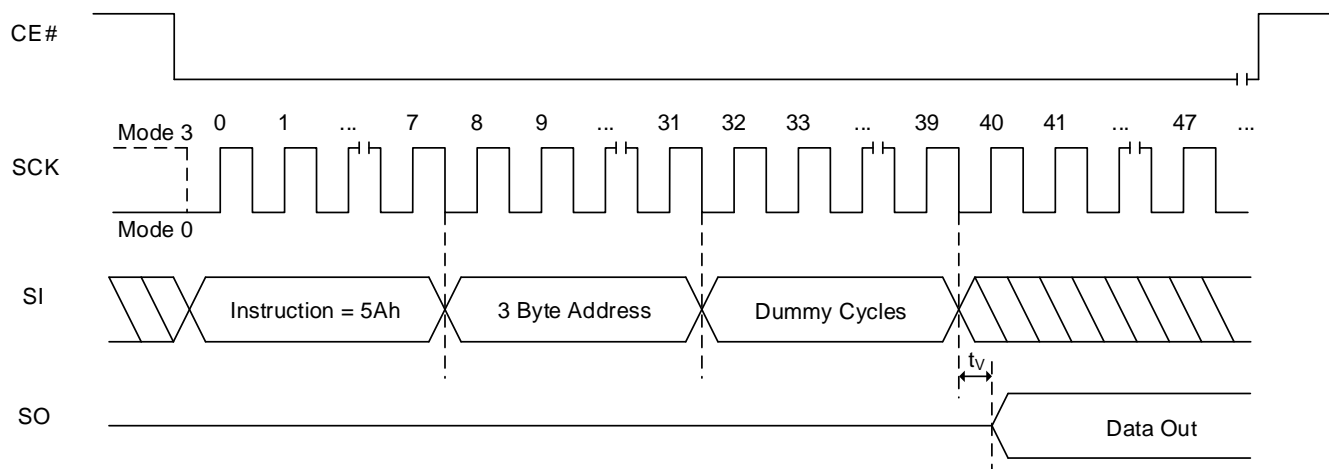 CE#
0 1 ... 7 8 9 ... 31 32 33 ... 39 40 41 ... 47 ...
Mode 3
SCK
Mode 0
SI
Instruction = 5Ah
3 Byte Address
Dummy Cycles
tV
SO
Data Out